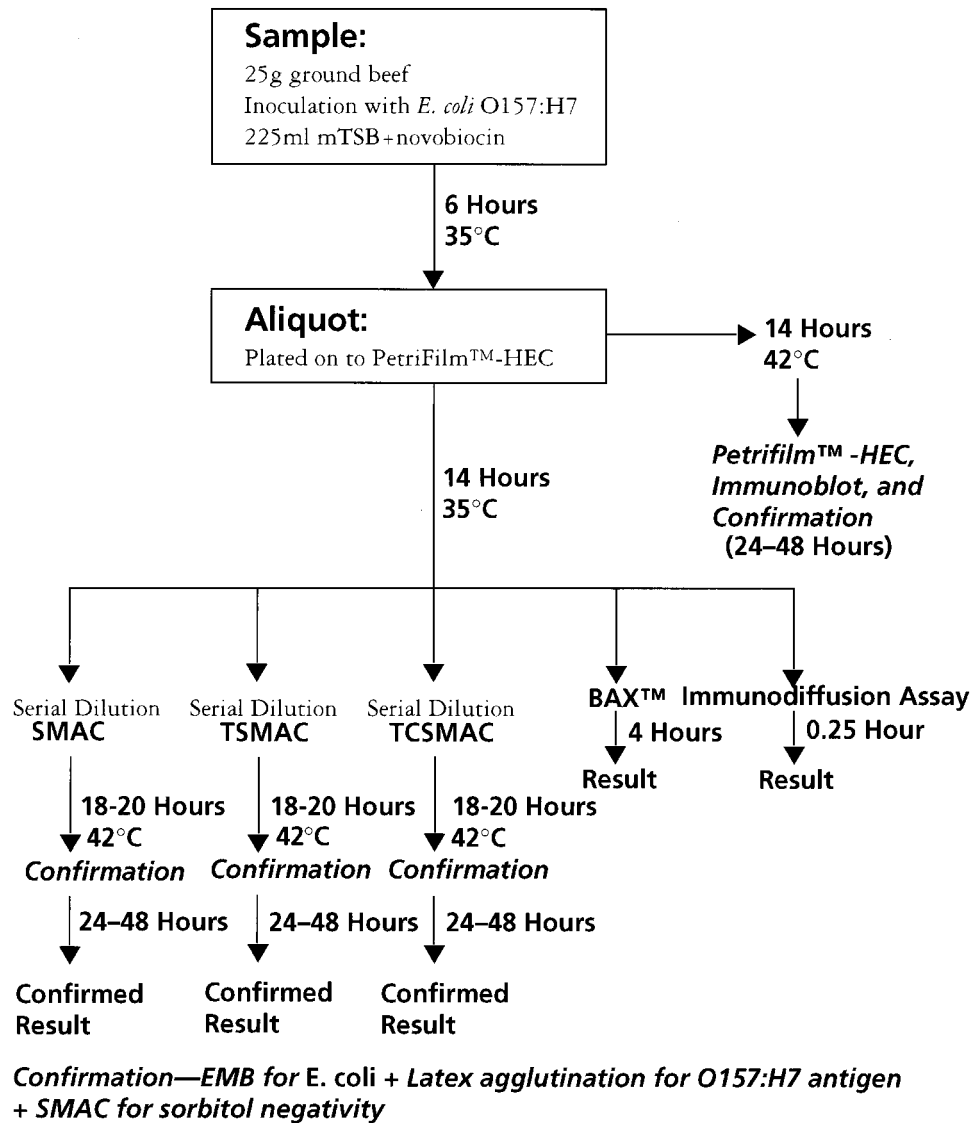 Sample:
25g ground beef
Inoculation with E. coli O157:H7
225ml mTSB+novobiocin
6 Hours
35°C
Aliquot:
Plated on to PetriFilm™-HEC
14 Hours
42°C
Petrifilm™ -HEC,
Immunoblot, and
Confirmation
(24–48 Hours)
14 Hours
35°C
Serial Dilution
SMAC
Serial Dilution
TSMAC
Serial Dilution
TCSMAC
BAX™
4 Hours
Result
Immunodiffusion Assay
0.25 Hour
Result
18-20 Hours
42°C
Confirmation
18-20 Hours
42°C
Confirmation
18-20 Hours
42°C
Confirmation
24–48 Hours
24–48 Hours
24–48 Hours
Confirmed
Result
Confirmed
Result
Confirmed
Result
Confirmation—EMB for E. coli + Latex agglutination for O157:H7 antigen
+ SMAC for sorbitol negativity